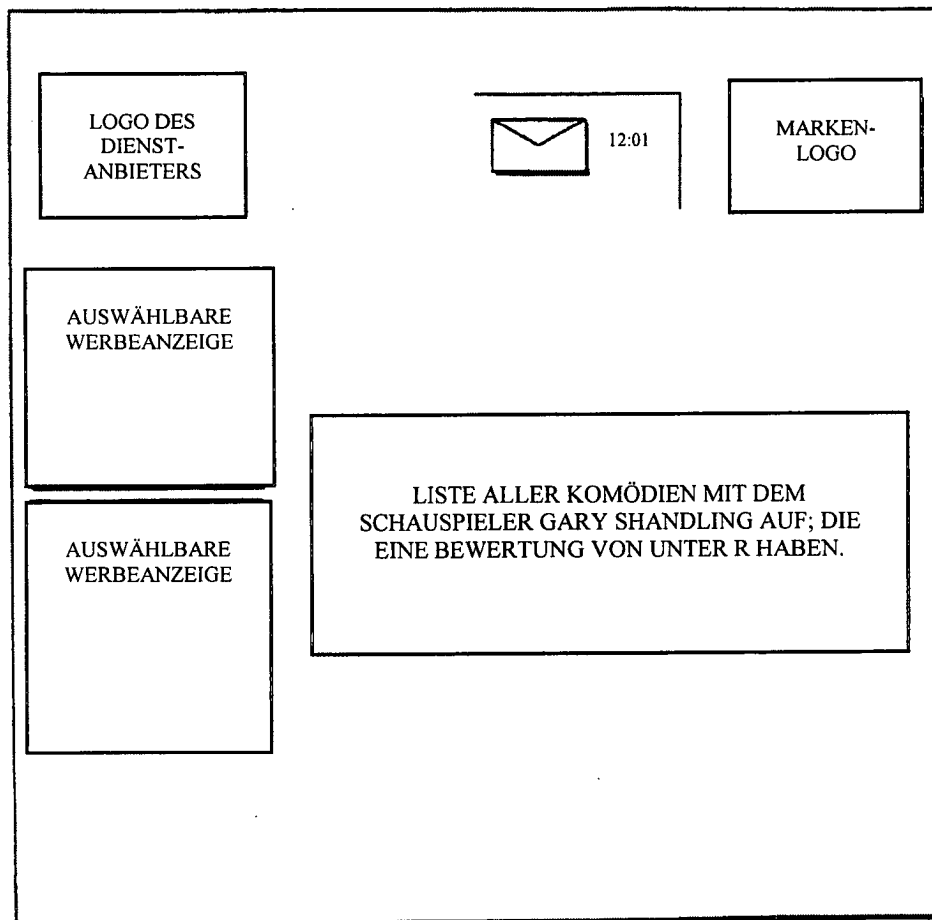 LOGO DES
DIENST-
ANBIETERS
12:01
MARKEN-
LOGO
AUSWÄHLBARE
WERBEANZEIGE
LISTE ALLER KOMÖDIEN MIT DEM
SCHAUSPIELER GARY SHANDLING AUF; DIE
EINE BEWERTUNG VON UNTER R HABEN.
AUSWÄHLBARE
WERBEANZEIGE